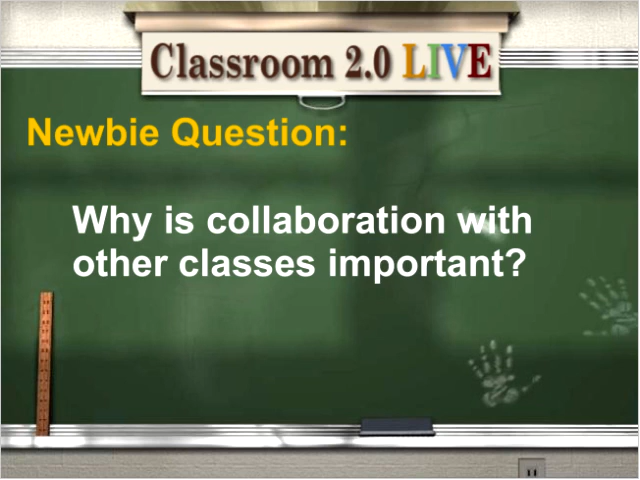 Classroom 2.0 LIVE
Newbie Question:
Why is collaboration with
other classes important?